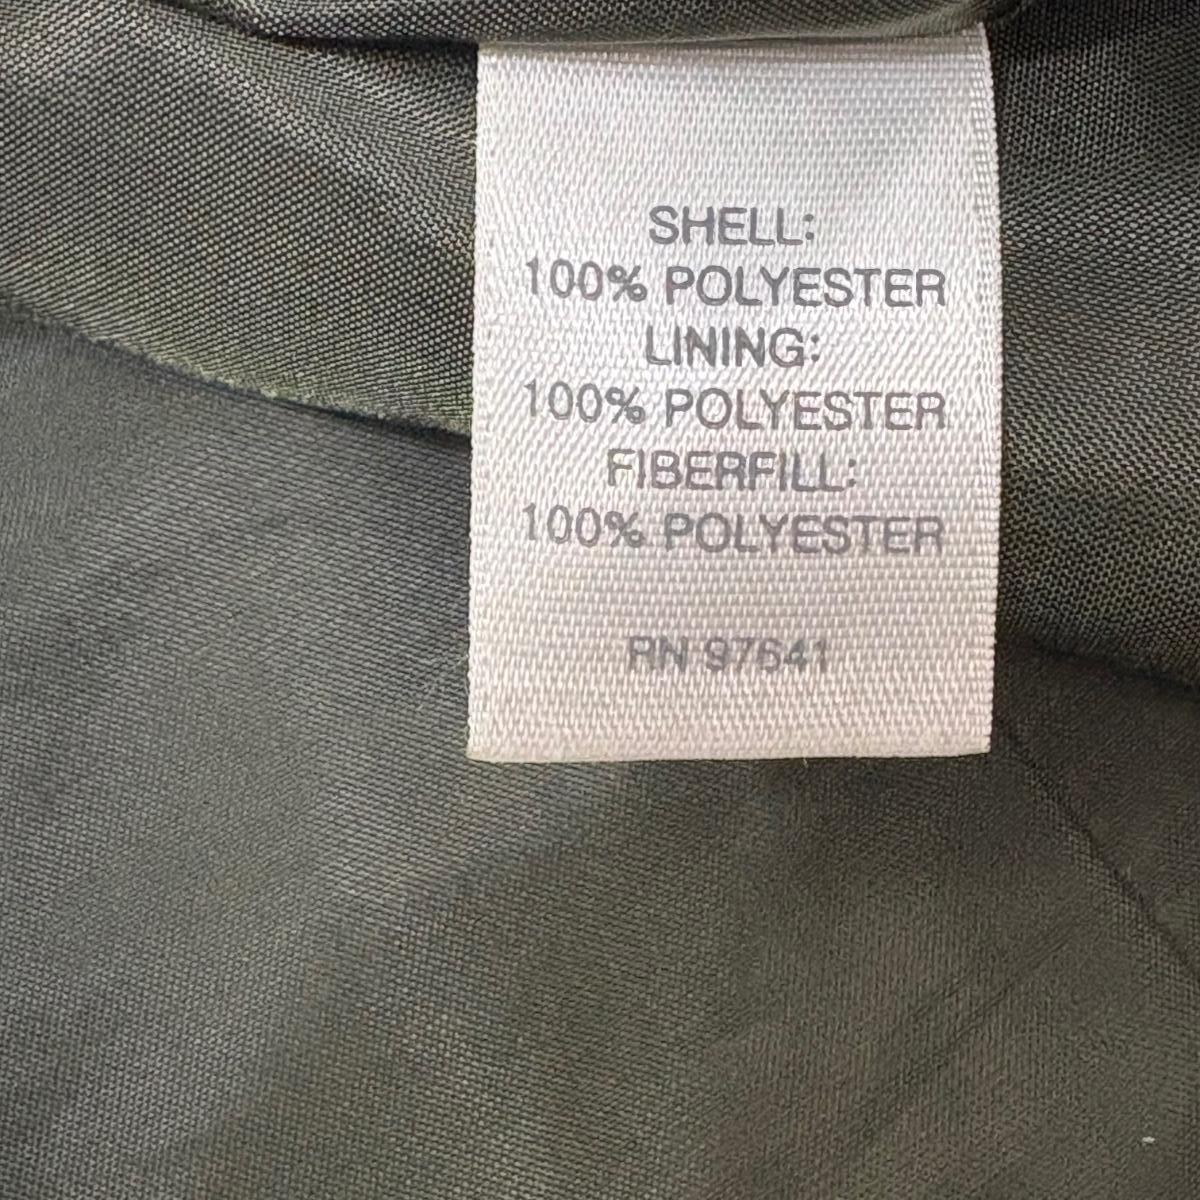 SHELL:
100% POLYESTER
LINING:
100% POLYESTER
FIBERFILL:
100% POLYESTER
RN 97641